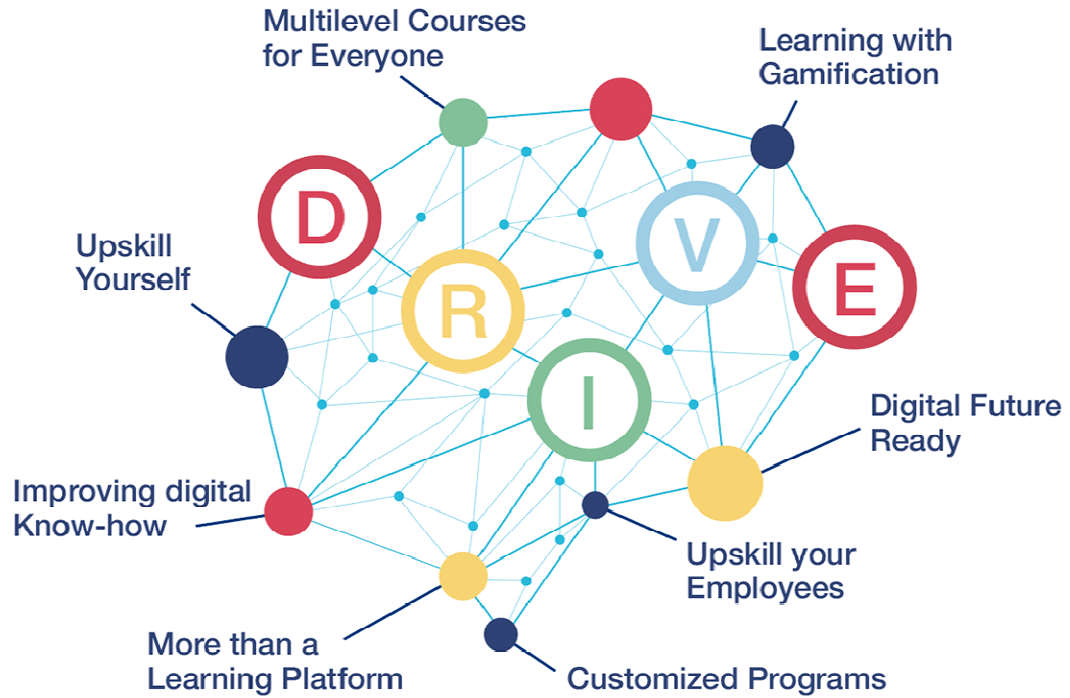 Multilevel Courses
for Everyone
Learning with
Gamification
D
R
I
V
E
Upskill
Yourself
Digital Future
Ready
Improving digital
Know-how
Upskill your
Employees
More than a
Learning Platform
Customized Programs